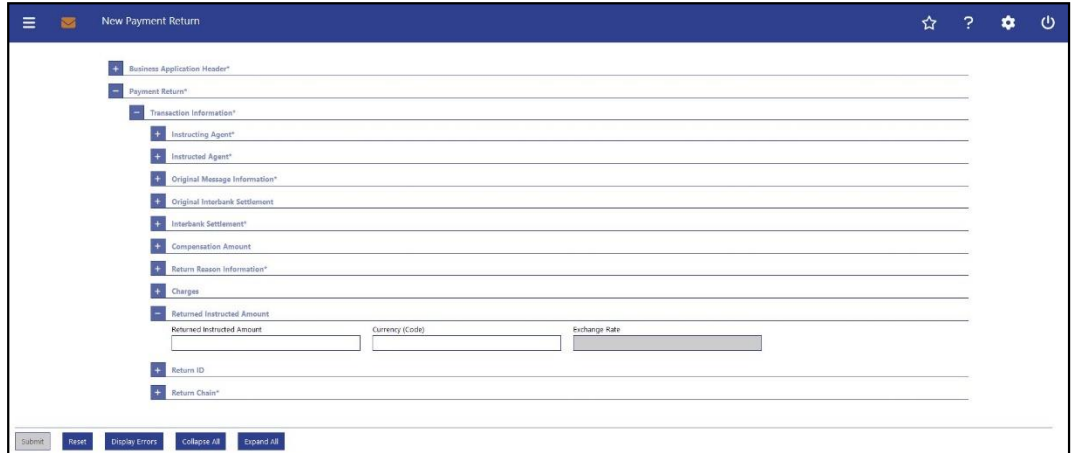 New Payment Return
?
+ Business Application Header*
− Payment Return*
− Transaction Information*
+ Instructing Agent*
+ Instructed Agent*
+ Original Message Information*
+ Original Interbank Settlement
+ Interbank Settlement*
+ Compensation Amount
+ Return Reason Information*
+ Charges
− Returned Instructed Amount
Returned Instructed Amount Currency (Code) Exchange Rate
+ Return ID
+ Return Chain*
Submit Reset Display Errors Collapse All Expand All